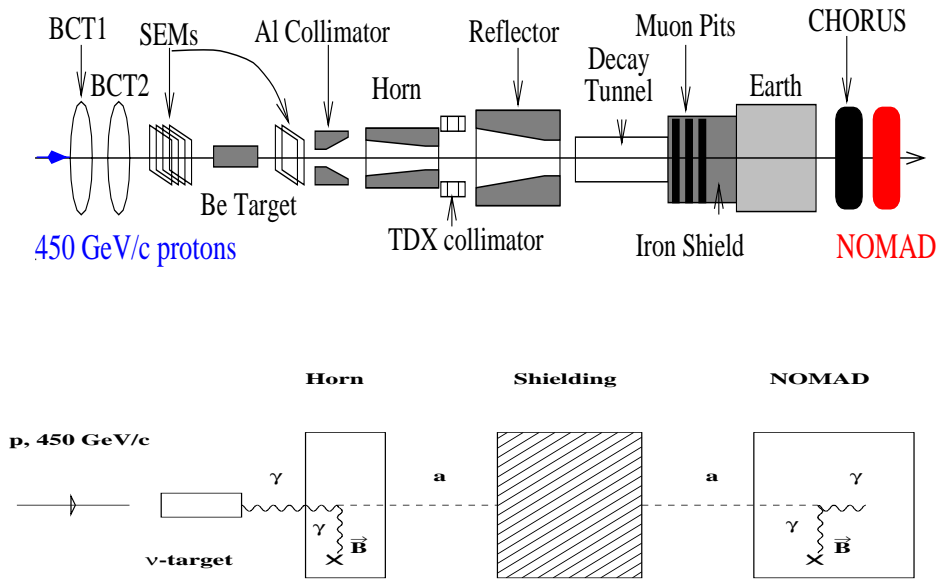 BCT1
SEMs
Al Collimator
Reflector
Muon Pits
CHORUS
BCT2
Horn
Decay
Tunnel
Earth
Be Target
TDX collimator
Iron Shield
450 GeV/c protons
NOMAD
Horn
Shielding
NOMAD
p, 450 GeV/c
γ
a
a
γ
γ
B⃗
γ
B⃗
ν-target